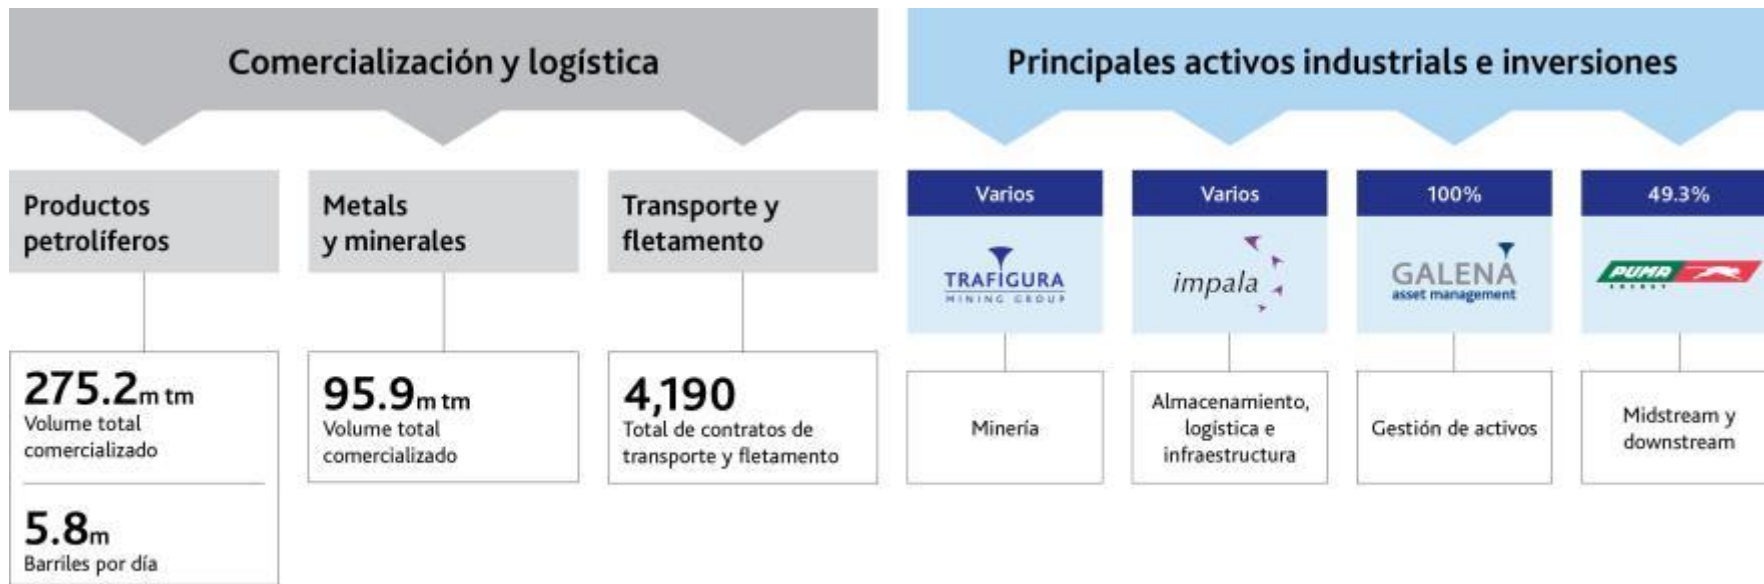 Comercialización y logística
Productos
petrolíferos
275.2m tm
Volume total
comercializado
5.8m
Barriles por día
Metals
y minerales
95.9m tm
Volume total
comercializado
Transporte y
fletamento
4,190
Total de contratos de
transporte y fletamento
Principales activos industrials e inversiones
Varios
TRAFIGURA
MINING GROUP
Minería
Varios
impala
Almacenamiento,
logística e
infraestructura
100%
GALENA
asset management
Gestión de activos
49.3%
PUMA
ENERGY
Midstream y
downstream